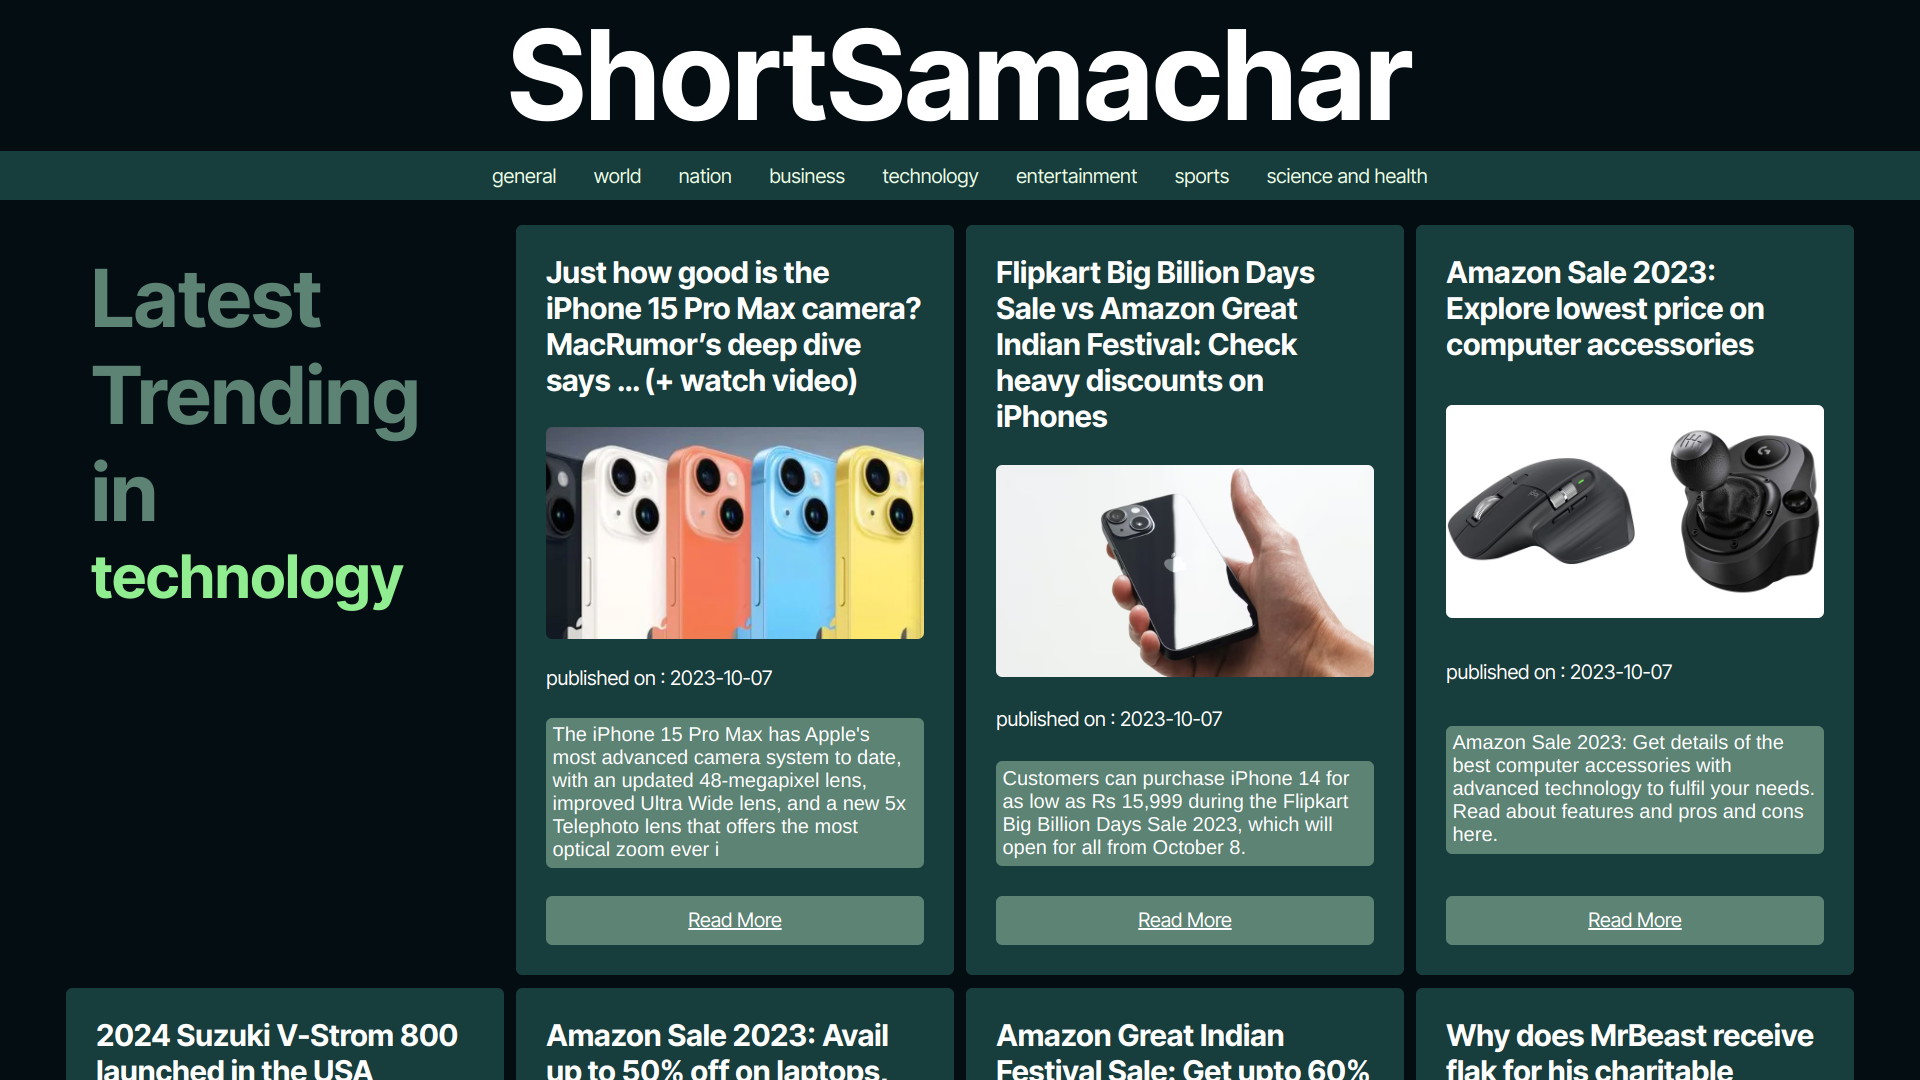 ShortSamachar
general world nation business technology entertainment sports science and health
Latest
Trending
in
technology
Just how good is the
iPhone 15 Pro Max camera?
MacRumor’s deep dive
says ... (+ watch video)
published on : 2023-10-07
The iPhone 15 Pro Max has Apple's
most advanced camera system to date,
with an updated 48-megapixel lens,
improved Ultra Wide lens, and a new 5x
Telephoto lens that offers the most
optical zoom ever i
Read More
Flipkart Big Billion Days
Sale vs Amazon Great
Indian Festival: Check
heavy discounts on
iPhones
published on : 2023-10-07
Customers can purchase iPhone 14 for
as low as Rs 15,999 during the Flipkart
Big Billion Days Sale 2023, which will
open for all from October 8.
Read More
Amazon Sale 2023:
Explore lowest price on
computer accessories
published on : 2023-10-07
Amazon Sale 2023: Get details of the
best computer accessories with
advanced technology to fulfil your needs.
Read about features and pros and cons
here.
Read More
2024 Suzuki V-Strom 800
launched in the USA
Amazon Sale 2023: Avail
up to 50% off on laptops,
Amazon Great Indian
Festival Sale: Get upto 60%
Why does MrBeast receive
flak for his charitable